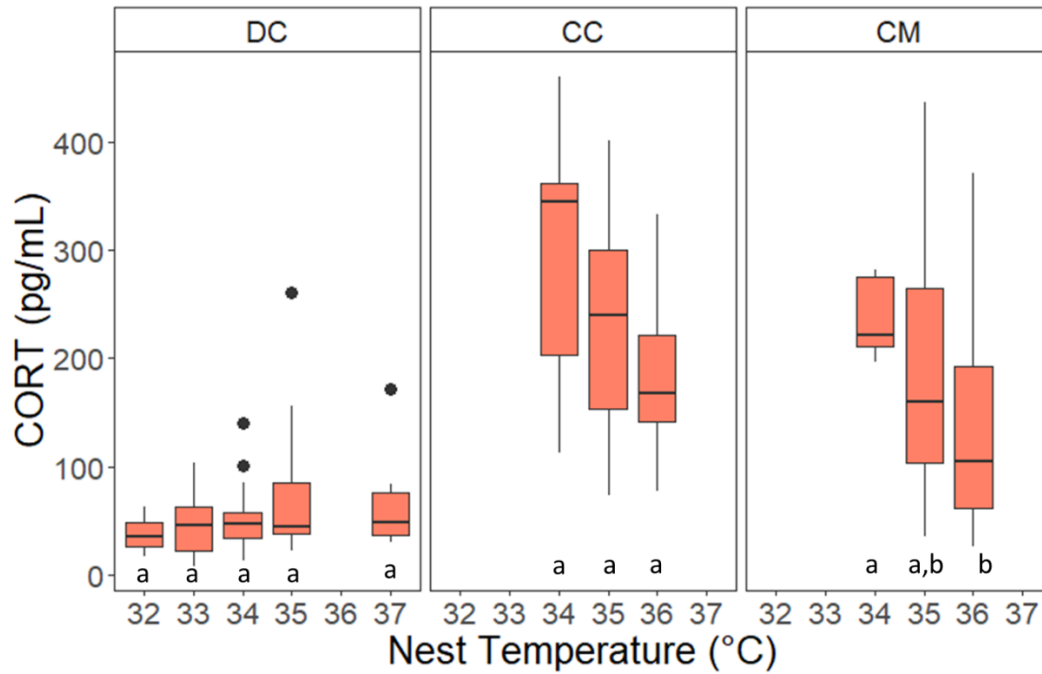 DC CC CM
CORT (pg/mL)
400
300
200
100
0
a a a a a a a a a a,b b
32 33 34 35 36 37 32 33 34 35 36 37 32 33 34 35 36 37
Nest Temperature (°C)